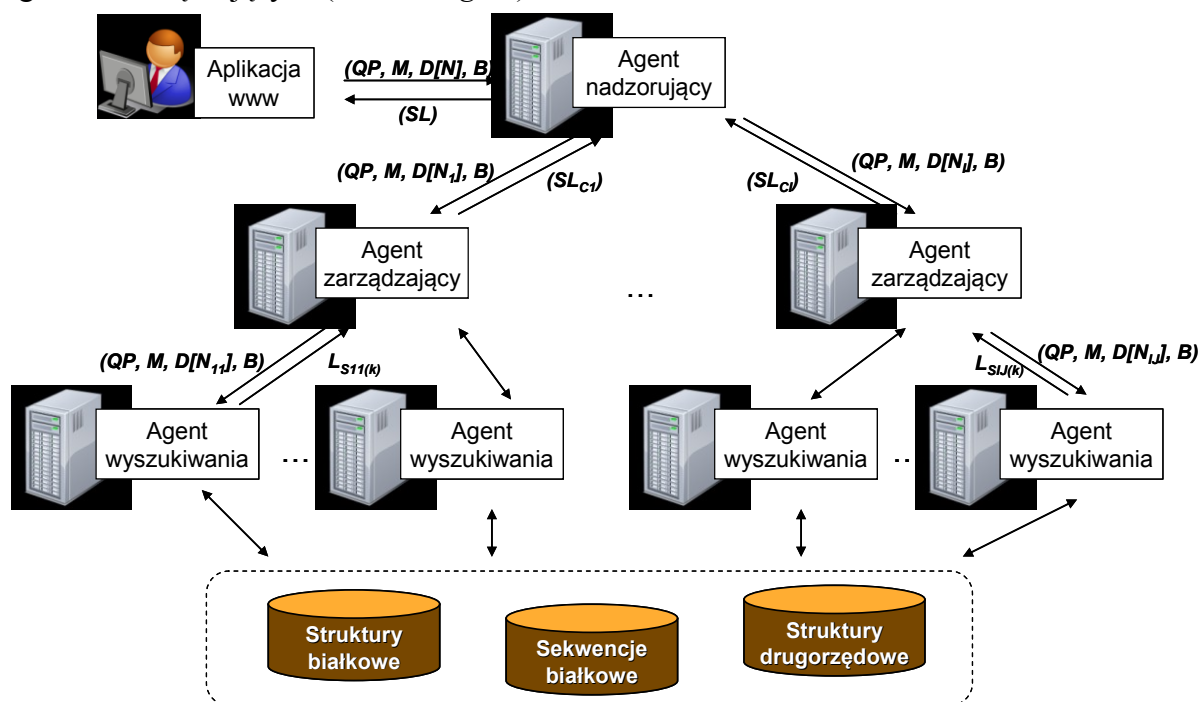 Aplikacja
www
(QP, M, D[N], B)
(SL)
Agent
nadzorujący
(QP, M, D[N1], B)
(SLC1)
(SLCI)
(QP, M, D[NI], B)
Agent
zarządzający
...
Agent
zarządzający
(QP, M, D[N11], B)
LS11(k)
LSIJ(k)
(QP, M, D[NIJ], B)
Agent
wyszukiwania
...
Agent
wyszukiwania
Agent
wyszukiwania
...
Agent
wyszukiwania
Struktury
białkowe
Sekwencje
białkowe
Struktury
drugorzędowe